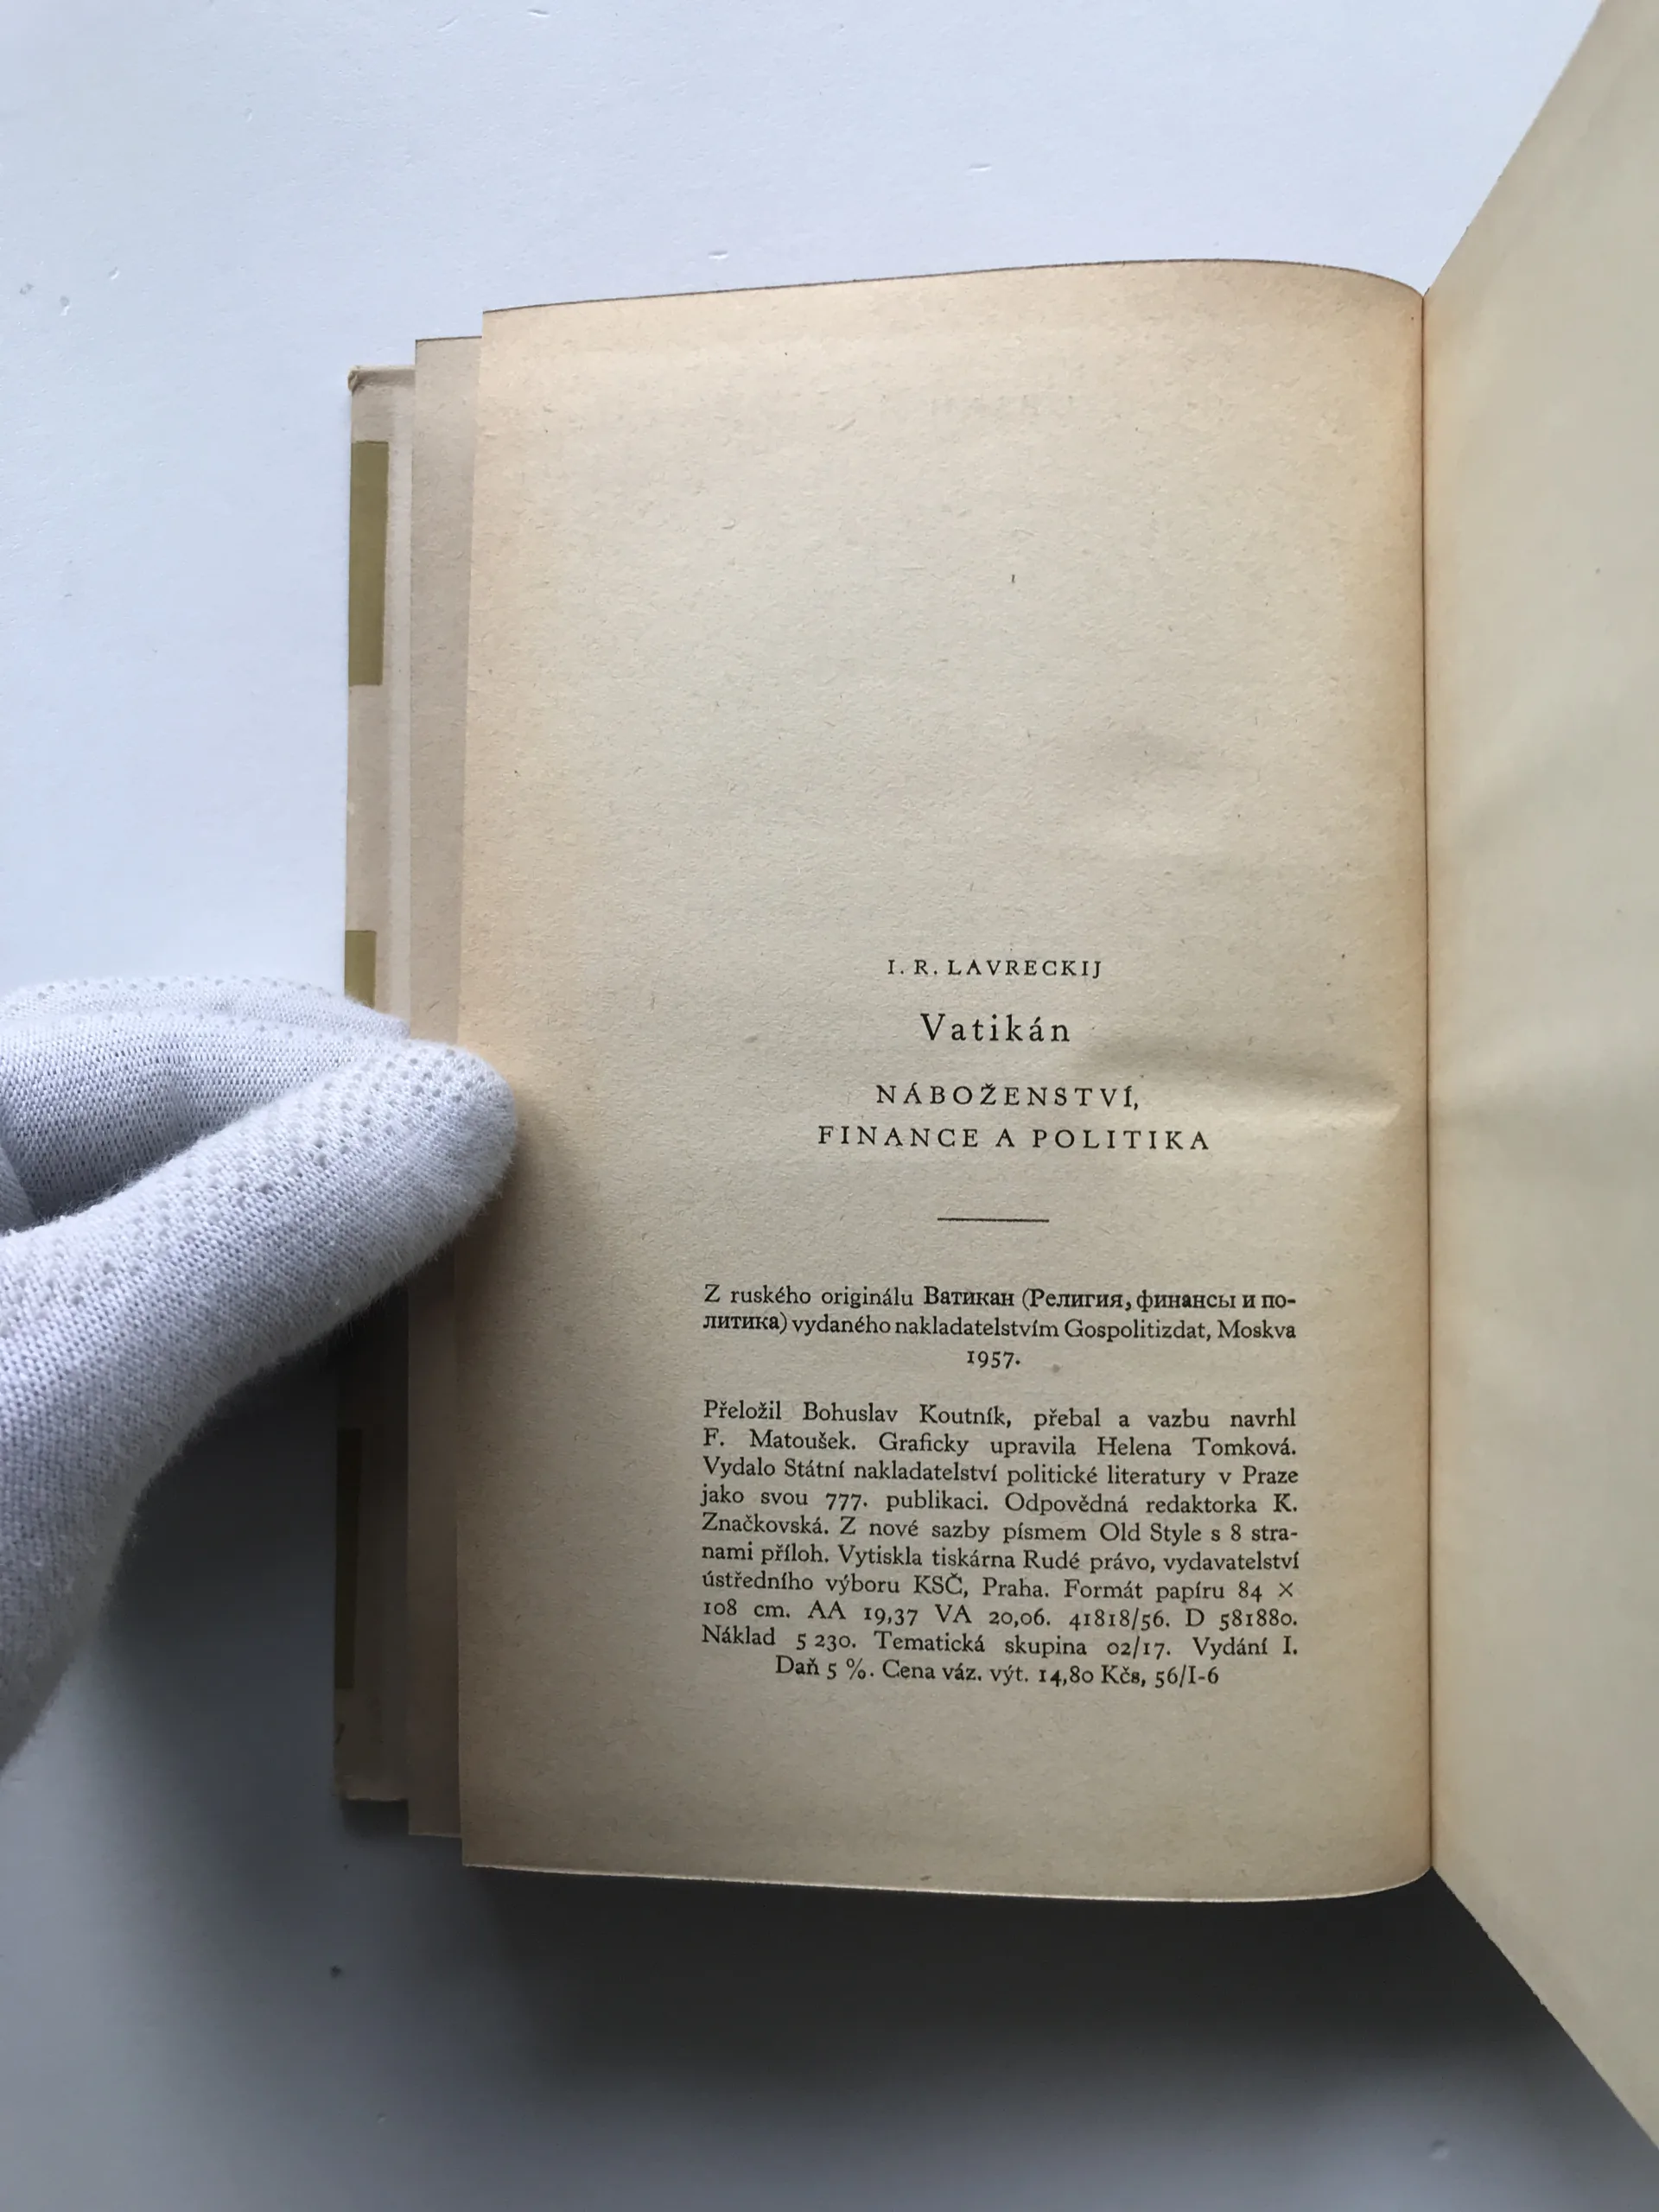 I. R. LAVRECKIJ
Vatikán
NÁBOŽENSTVÍ,
FINANCE A POLITIKA
Z ruského originálu Ватикан (Религия, финансы и по-
литика) vydaného nakladatelstvím Gospolitizdat, Moskva
1957.
Přeložil Bohuslav Koutník, přebal a vazbu navrhl
F. Matoušek. Graficky upravila Helena Tomková.
Vydalo Státní nakladatelství politické literatury v Praze
jako svou 777. publikaci. Odpovědná redaktorka K.
Značkovská. Z nové sazby písmem Old Style s 8 stra-
nami příloh. Vytiskla tiskárna Rudé právo, vydavatelství
ústředního výboru KSČ, Praha. Formát papíru 84 ×
108 cm. AA 19,37 VA 20,06. 41818/56. D 581880.
Náklad 5 230. Tematická skupina 02/17. Vydání I.
Daň 5 %. Cena váz. výt. 14,80 Kčs, 56/I-6